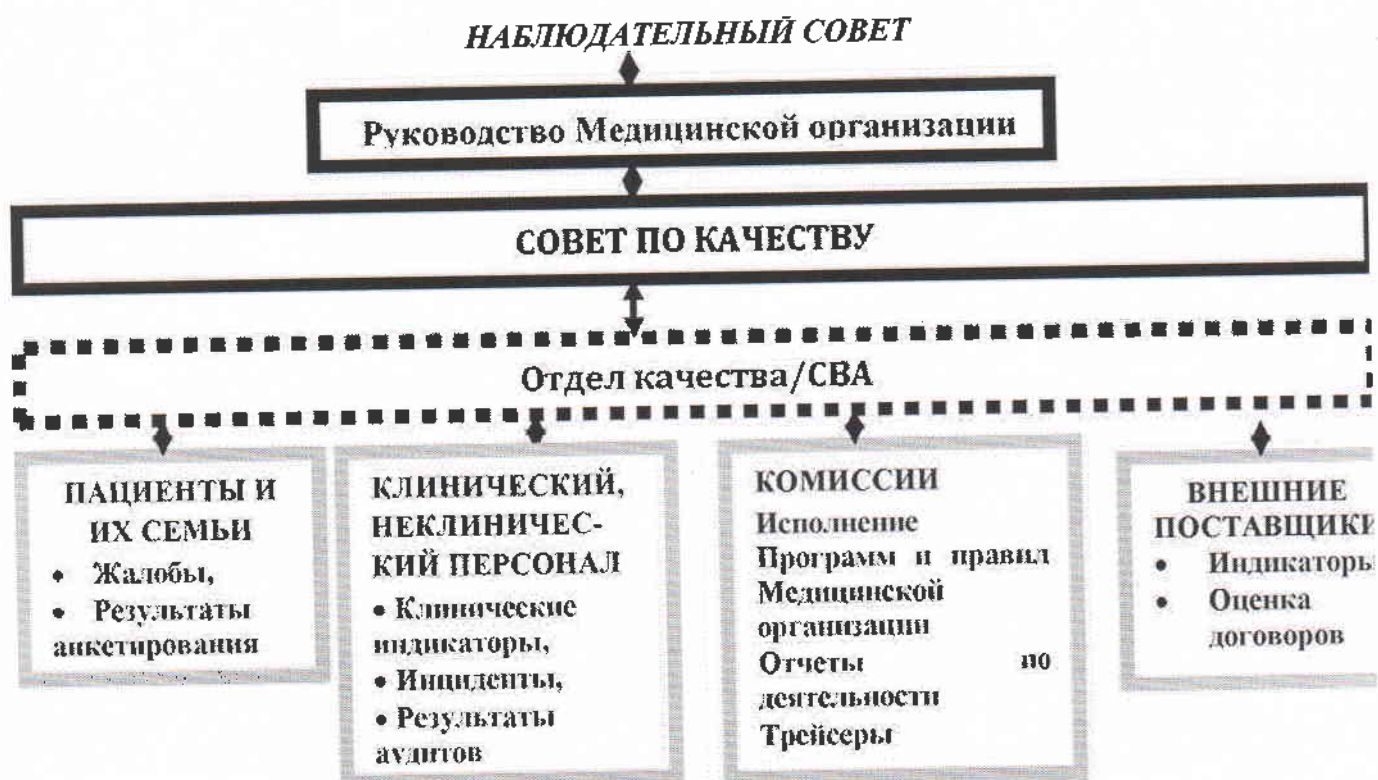 НАБЛЮДАТЕЛЬНЫЙ СОВЕТ
Руководство Медицинской организации
СОВЕТ ПО КАЧЕСТВУ
Отдел качества/СВА
ПАЦИЕНТЫ И
ИХ СЕМЬИ
• Жалобы,
• Результаты
анкетирования
КЛИНИЧЕСКИЙ,
НЕКЛИНИЧЕС-
КИЙ ПЕРСОНАЛ
• Клинические
индикаторы,
• Инциденты,
• Результаты
аудитов
КОМИССИИ
Исполнение
Программ и правил
Медицинской
организации
Отчеты по
деятельности
Трейсеры
ВНЕШНИЕ
ПОСТАВЩИКИ
• Индикаторы
• Оценка
договоров